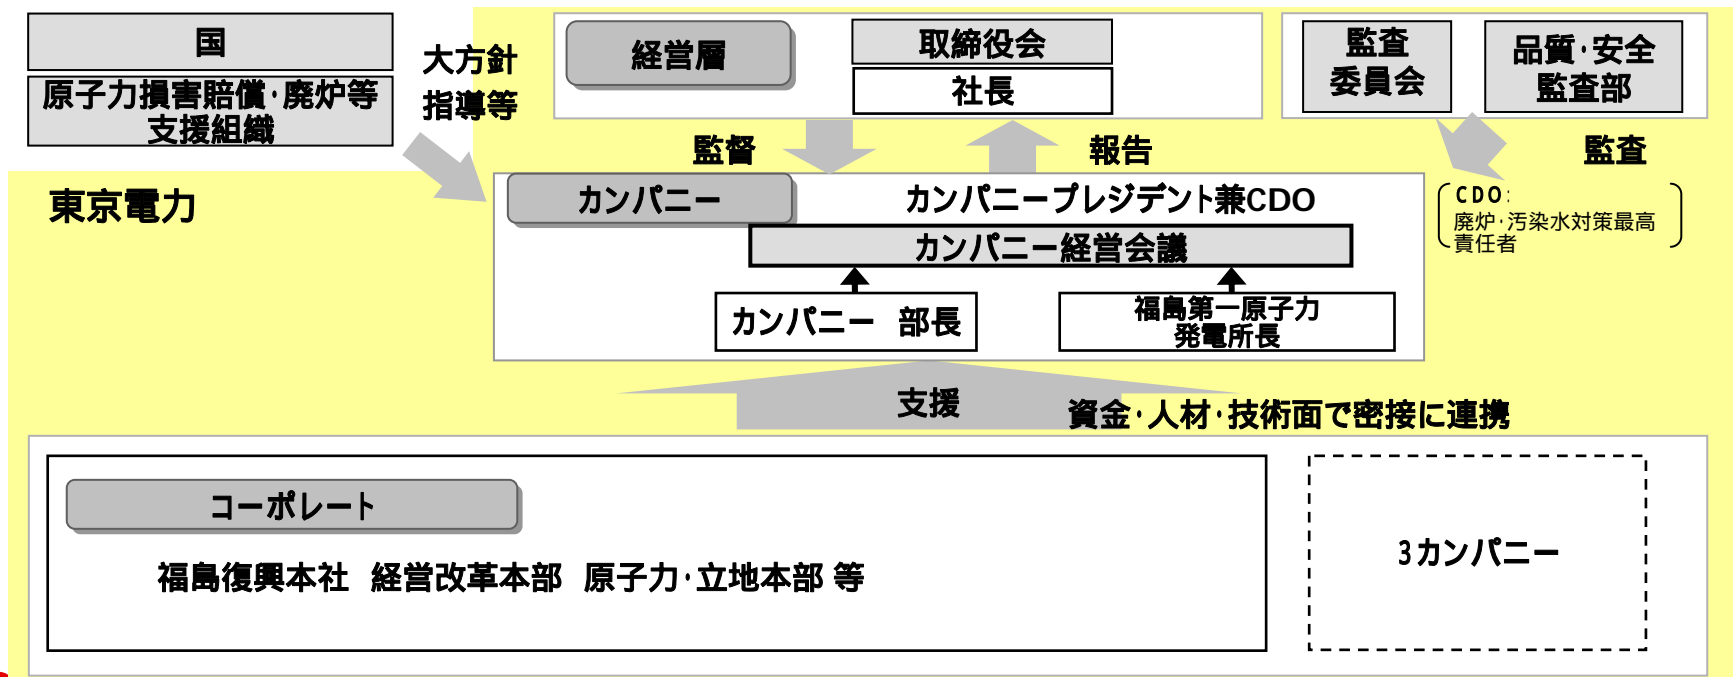 国
原子力損害賠償・廃炉等
支援組織
大方針
指導等
経営層
取締役会
社長
監査
委員会
品質・安全
監査部
監督
報告
監査
東京電力
カンパニー
カンパニープレジデント兼CDO
カンパニー経営会議
カンパニー 部長
福島第一原子力
発電所長
CDO:
廃炉・汚染水対策最高
責任者
支援
資金・人材・技術面で密接に連携
コーポレート
福島復興本社 経営改革本部 原子力・立地本部 等
3カンパニー